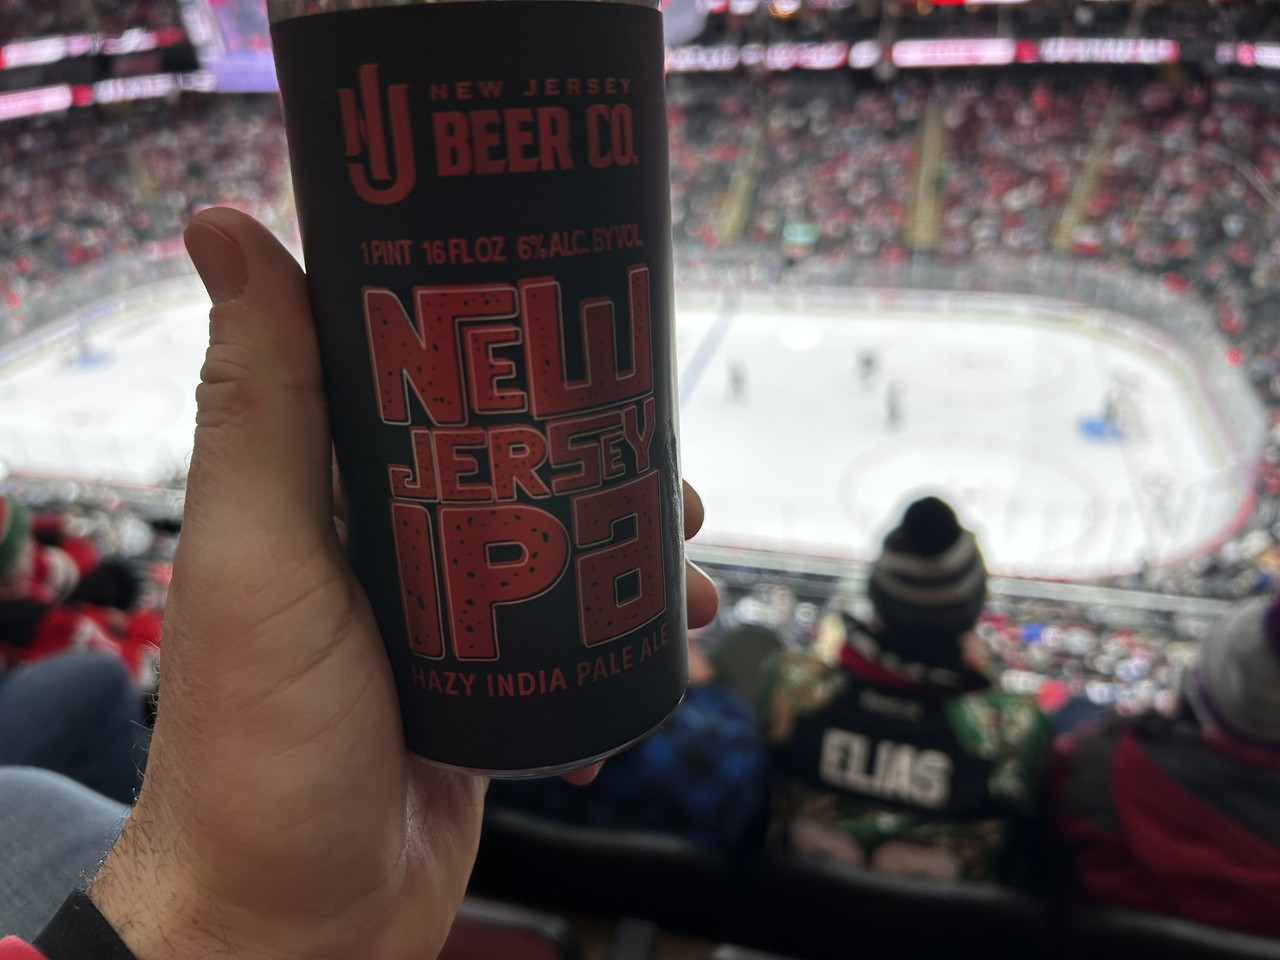 NJ
NEW JERSEY
BEER CO.
1 PINT 16 FL OZ 6% ALC. BY VOL
NEW
JERSEY
IPa
HAZY INDIA PALE ALE
ELIAS